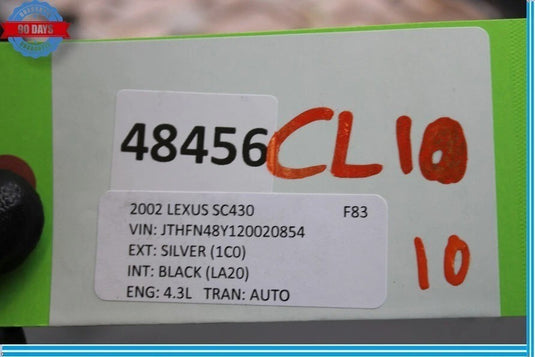 90 DAYS
48456 CL10
2002 LEXUS SC430 F83
VIN: JTHFN48Y120020854
EXT: SILVER (1C0)
INT: BLACK (LA20)
ENG: 4.3L TRAN: AUTO
10